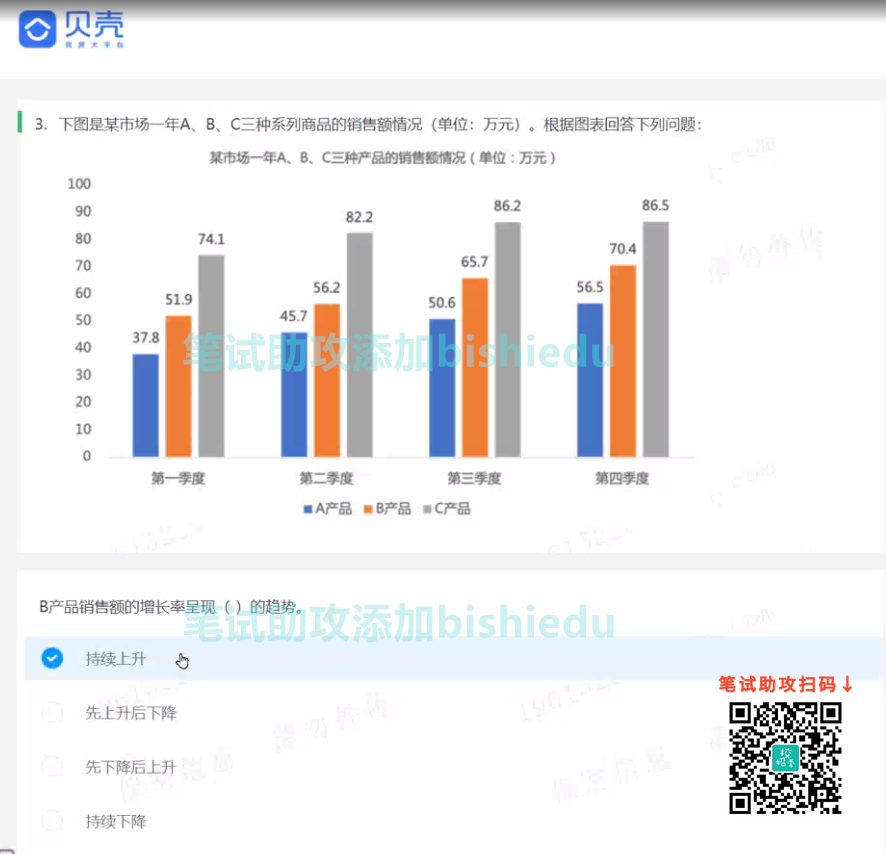 贝壳
找房大平台
3. 下图是某市场一年A、B、C三种系列商品的销售额情况（单位：万元）。根据图表回答下列问题：
某市场一年A、B、C三种产品的销售额情况（单位：万元）
100
90
80
70
60
50
40
30
20
10
0
37.8 51.9 74.1
45.7 56.2 82.2
50.6 65.7 86.2
56.5 70.4 86.5
笔试助攻添加bishiedu
第一季度 第二季度 第三季度 第四季度
A产品 B产品 C产品
B产品销售额的增长率呈现（ ）的趋势。
笔试助攻添加bishiedu
持续上升
先上升后下降
先下降后上升
持续下降
笔试助攻扫码↓